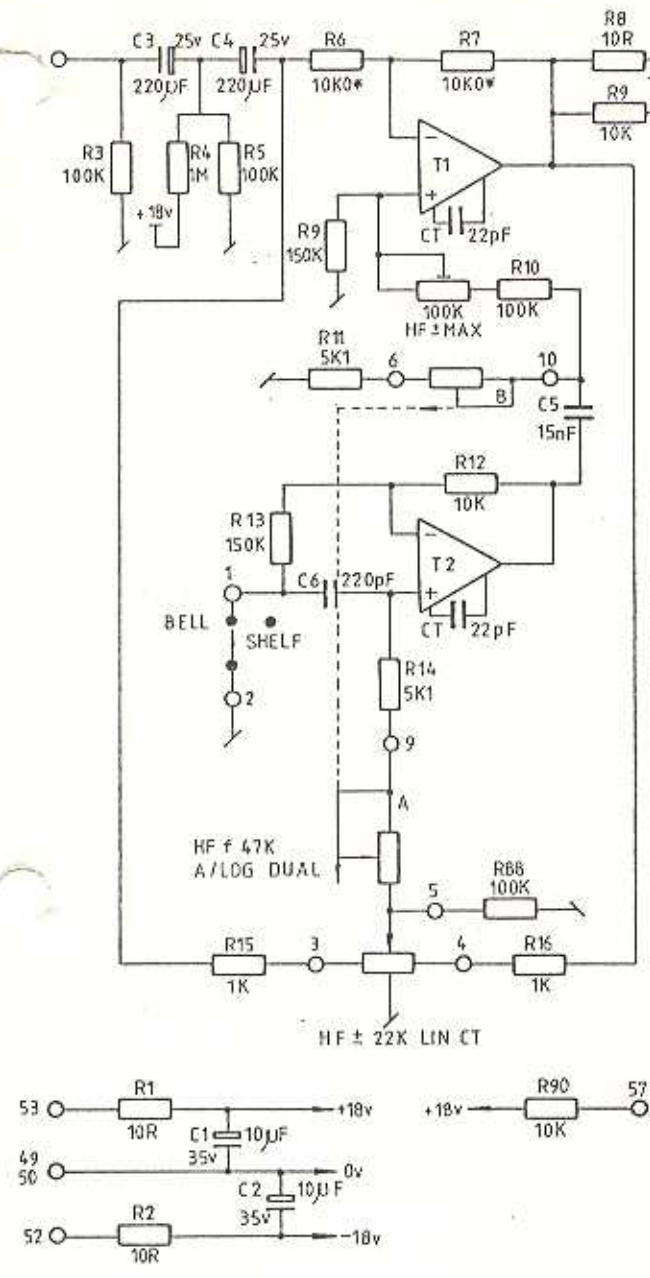 C3 25v C4 25v R6 R7 R8
220µF 220µF 10K0* 10K0* 10R
R9
10K
R3 R4 R5
100K 1M 100K
T1
- +
+18v
CT 22pF
R9
150K
R10
100K 100K
HF ± MAX
R11
5K1
6 10
B
C5
15nF
R12
10K
R13
150K
T2
- +
1
C6 220pF
BELL
SHELF
CT 22pF
2
R14
5K1
9
A
HF f 47K
A/LOG DUAL
R88
100K
5
R15 3 4 R16
1K 1K
HF ± 22K LIN CT
53 R1 +18v
10R
C1 10µF
35v
49
50 0v
C2 10µF
35v
52 R2 -18v
10R
+18v R90 57
10K